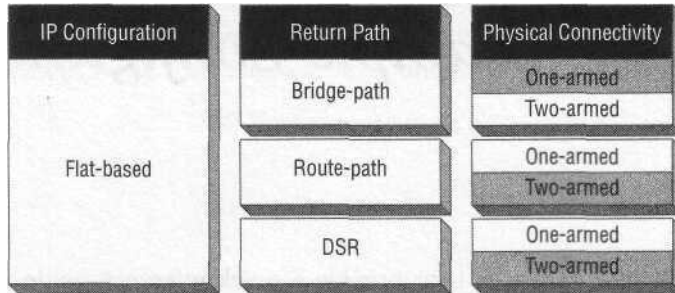 IP Configuration
Return Path
Physical Connectivity
Flat-based
Bridge-path
One-armed
Two-armed
Route-path
One-armed
Two-armed
DSR
One-armed
Two-armed